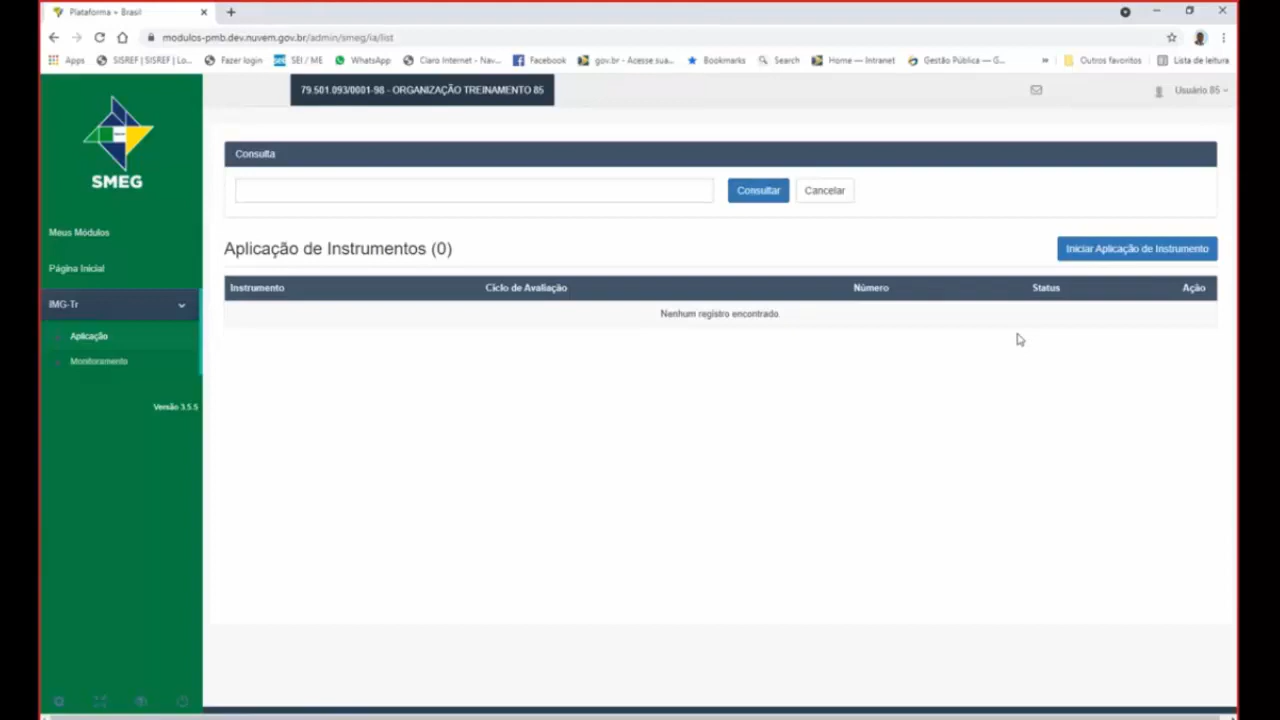 Plataforma + Brasil
modulos-pmb.dev.nuvem.gov.br/admin/smeg/ia/list
Apps SISREF | SISREF | Lo... Fazer login SEI / ME WhatsApp Claro Internet - Nav... Facebook gov.br - Acesse sua... Bookmarks Search Home — Intranet Gestão Pública — G... » Outros favoritos Lista de leitura
79.501.093/0001-98 - ORGANIZAÇÃO TREINAMENTO 85
Usuário 85
SMEG
Meus Módulos
Página Inicial
IMG-Tr
Aplicação
Monitoramento
Versão 3.5.5
Consulta
Consultar Cancelar
Aplicação de Instrumentos (0)
Iniciar Aplicação de Instrumento
Instrumento Ciclo de Avaliação Número Status Ação
Nenhum registro encontrado